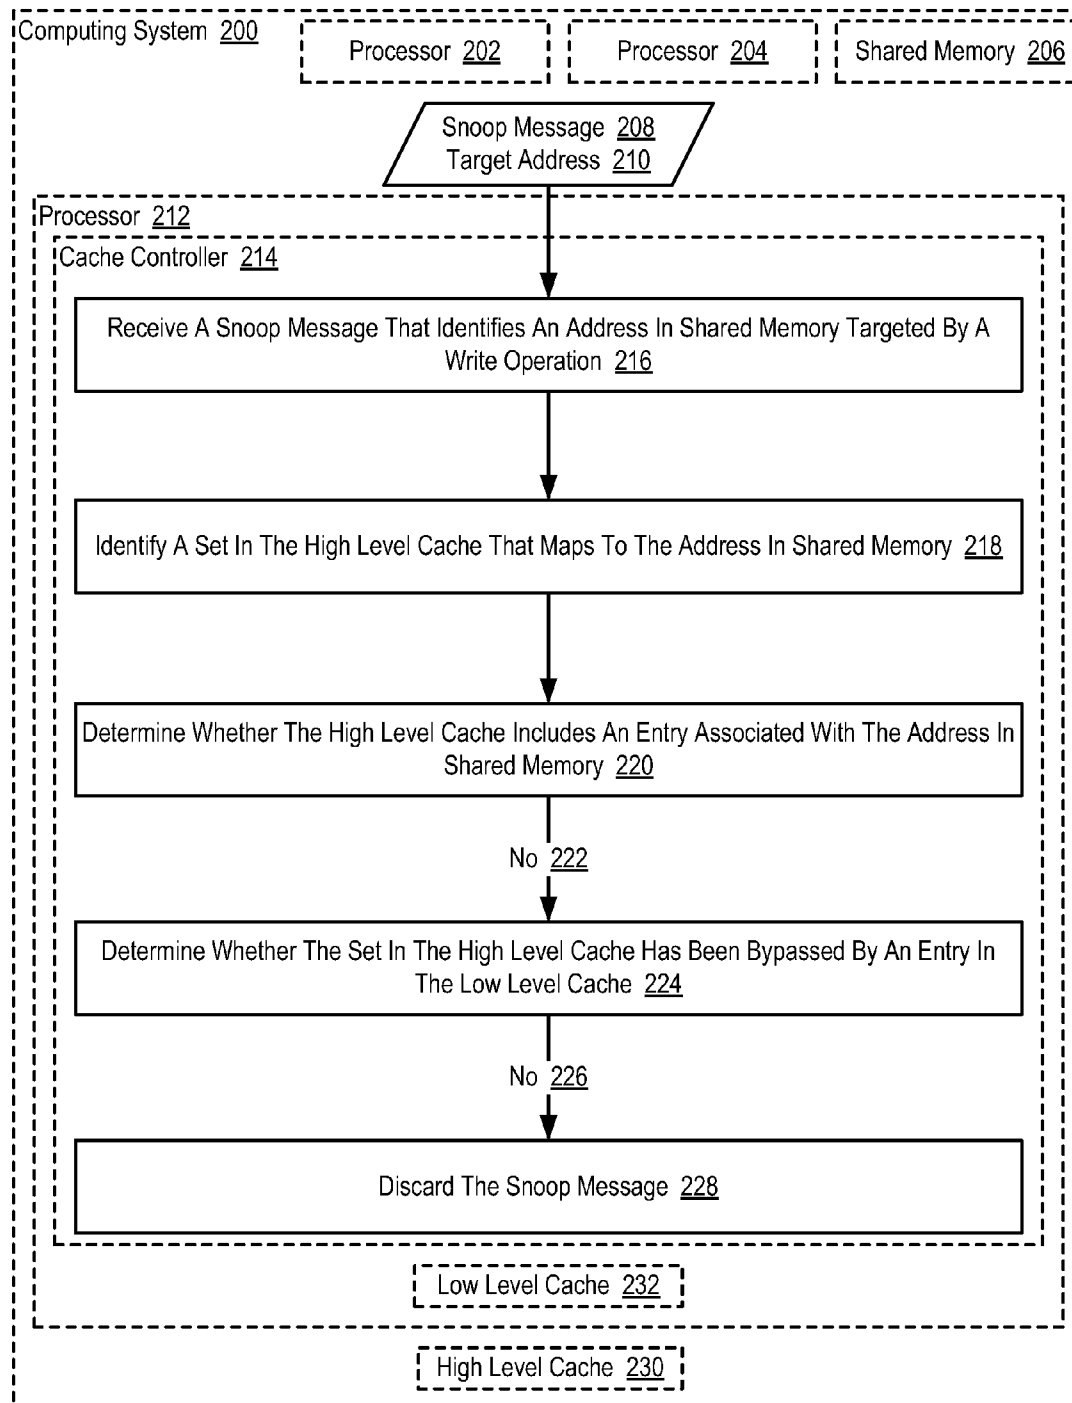 Computing System 200
Processor 202
Processor 204
Shared Memory 206
Snoop Message 208
Target Address 210
Processor 212
Cache Controller 214
Receive A Snoop Message That Identifies An Address In Shared Memory Targeted By A
Write Operation 216
Identify A Set In The High Level Cache That Maps To The Address In Shared Memory 218
Determine Whether The High Level Cache Includes An Entry Associated With The Address In
Shared Memory 220
No 222
Determine Whether The Set In The High Level Cache Has Been Bypassed By An Entry In
The Low Level Cache 224
No 226
Discard The Snoop Message 228
Low Level Cache 232
High Level Cache 230